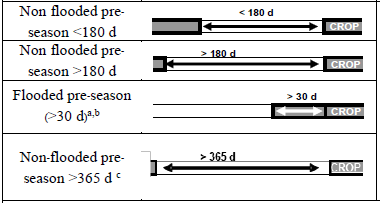 Non flooded pre-
season <180 d
< 180 d
CROP
Non flooded pre-
season >180 d
> 180 d
CROP
Flooded pre-season
(>30 d)a,b
> 30 d
CROP
Non-flooded pre-
season >365 d c
> 365 d
CROP